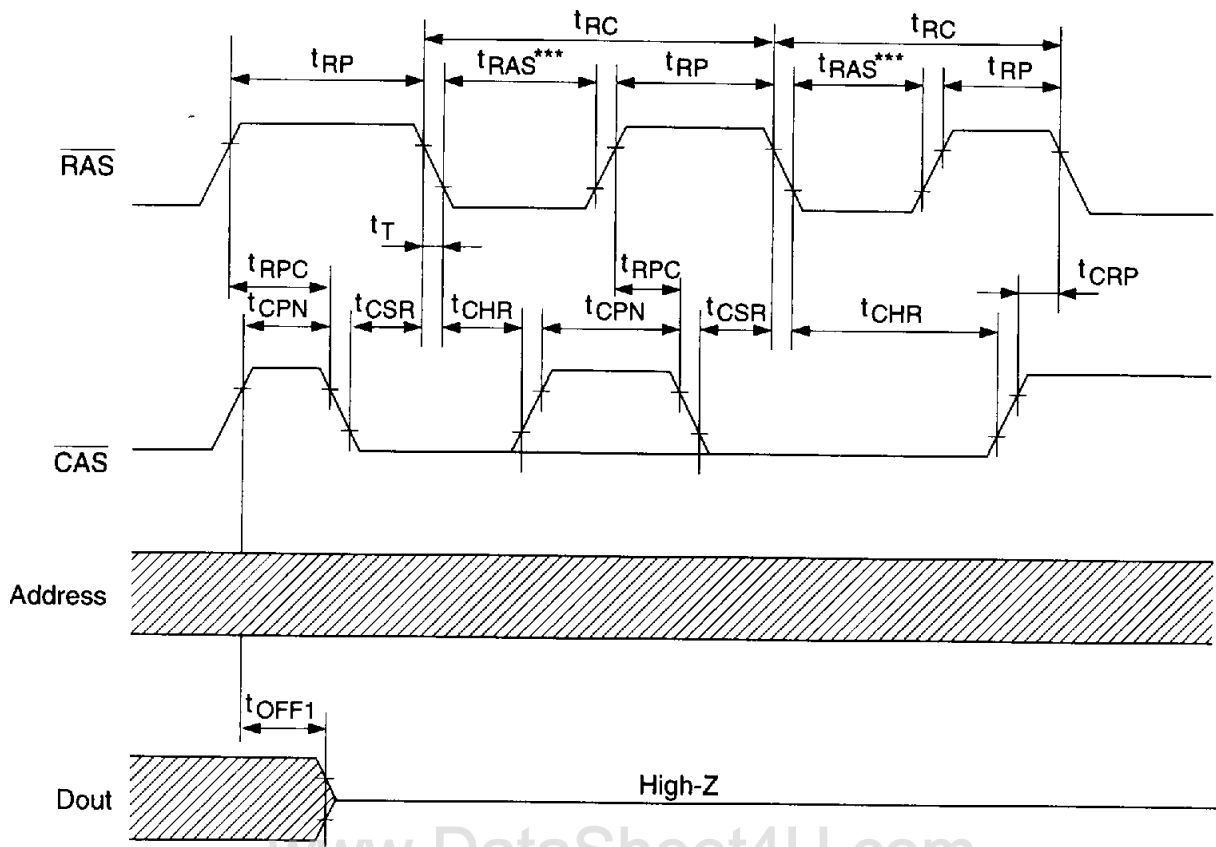 tRC tRC
tRP tRAS*** tRP tRAS*** tRP
RAS
tT
tRPC tRPC tCRP
tCPN tCSR tCHR tCPN tCSR tCHR
CAS
Address
tOFF1
Dout High-Z
www.DataSheet4U.com